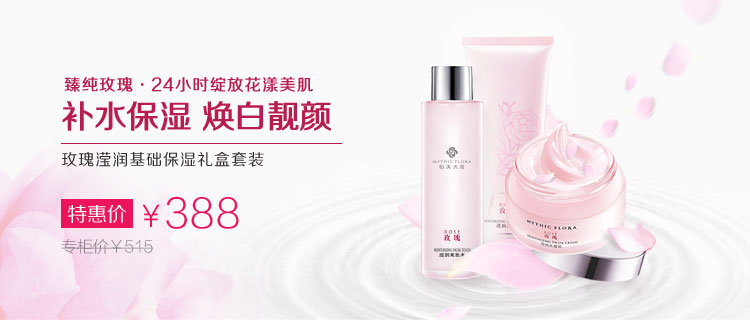 臻纯玫瑰·24小时绽放花漾美肌
补水保湿 焕白靓颜
玫瑰滢润基础保湿礼盒套装
特惠价 ￥388
专柜价￥515
MYTHIC FLORA
ROSE
玫瑰
MYTHIC FLORA
ROSE
玫瑰